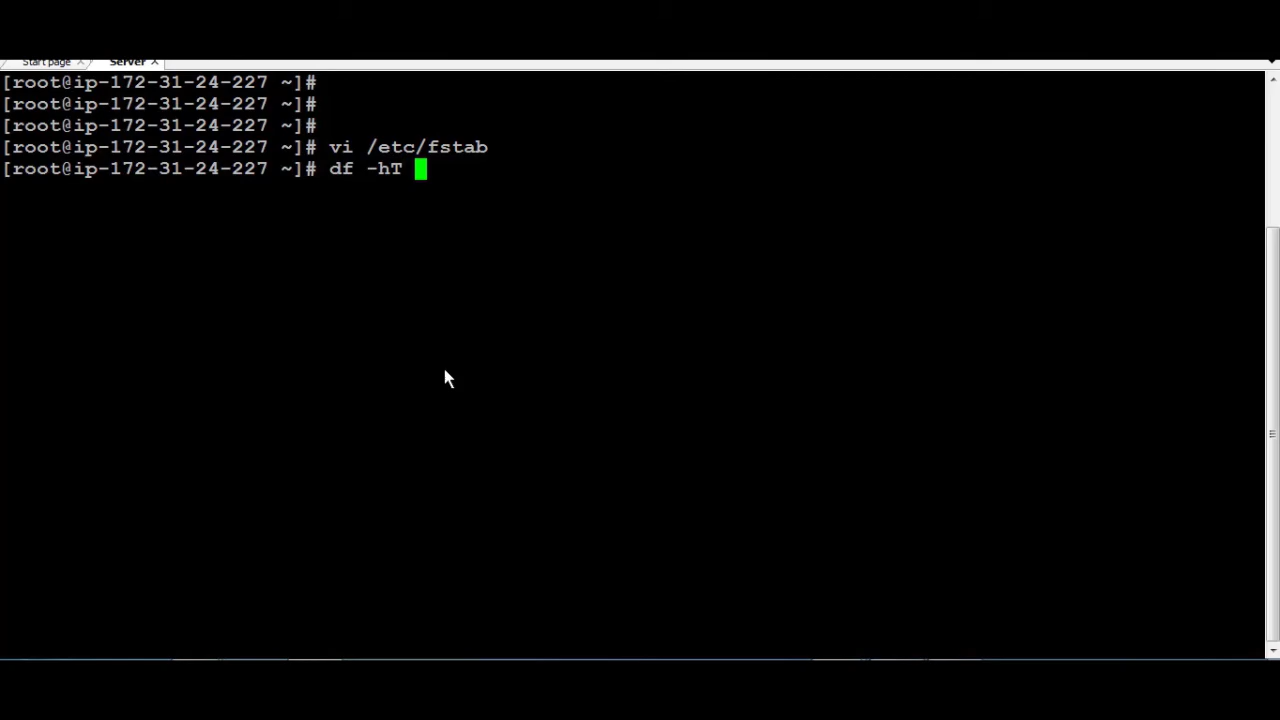 Start page
Server
[root@ip-172-31-24-227 ~]#
[root@ip-172-31-24-227 ~]#
[root@ip-172-31-24-227 ~]#
[root@ip-172-31-24-227 ~]# vi /etc/fstab
[root@ip-172-31-24-227 ~]# df -hT